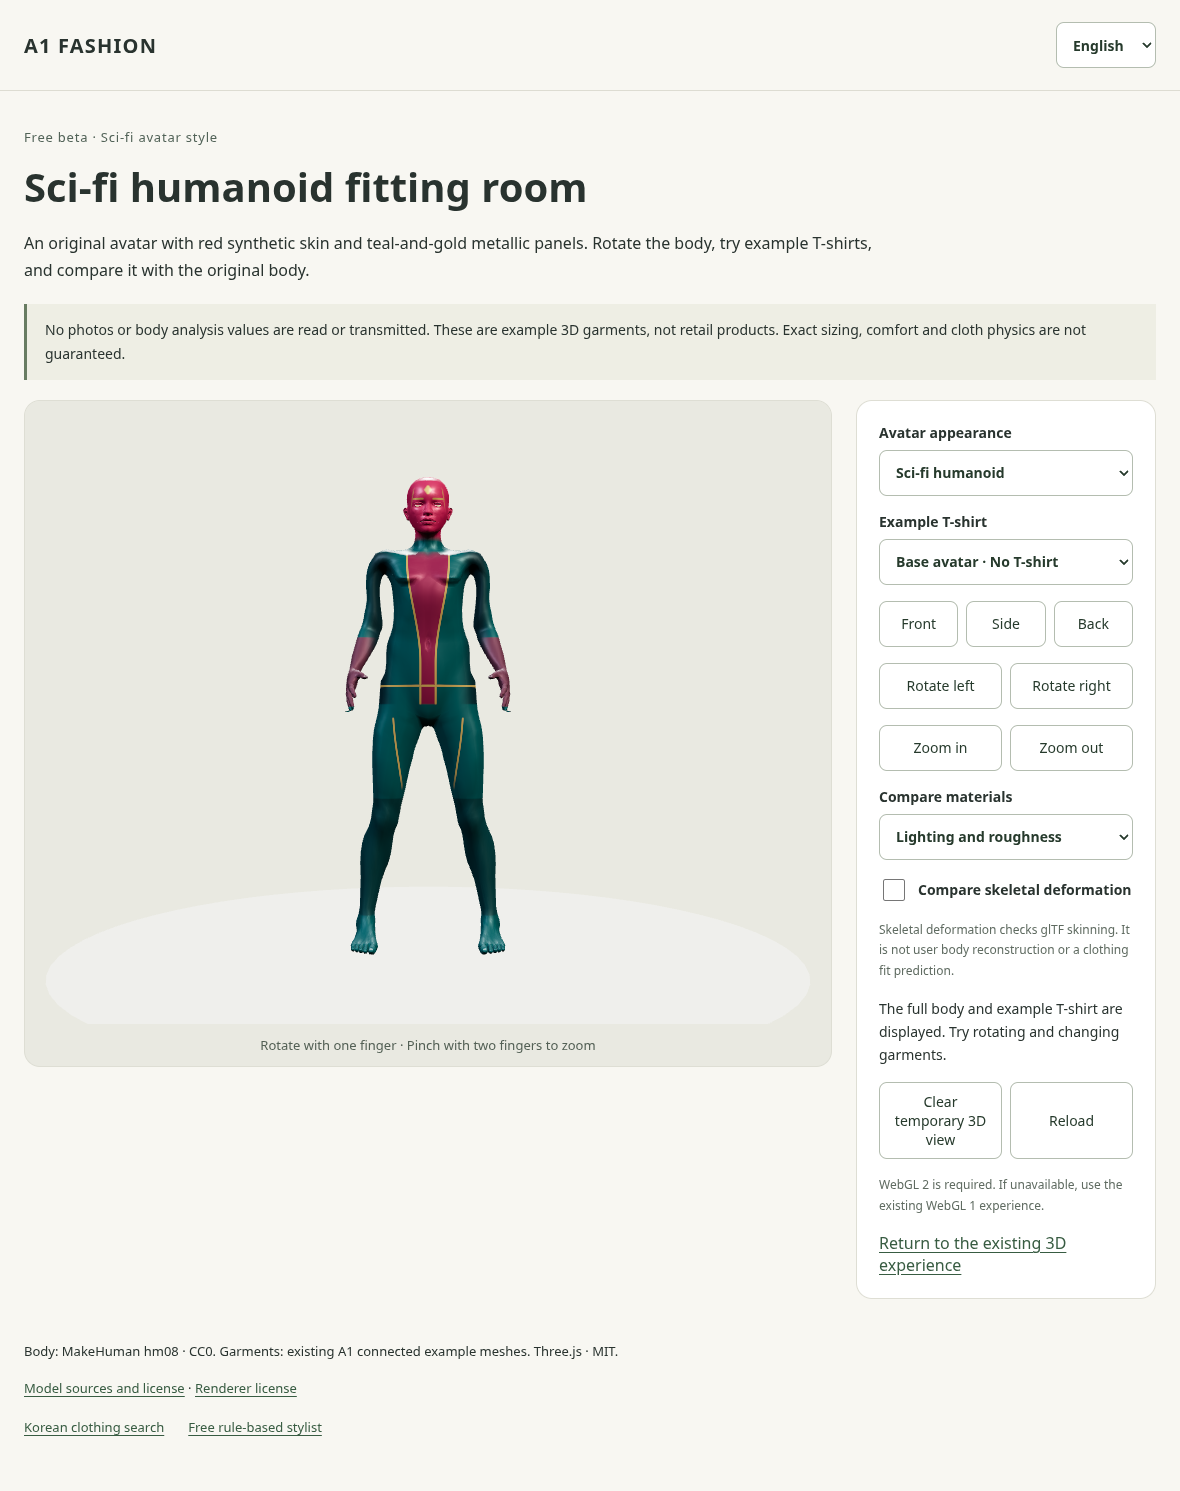 A1 FASHION
English
Free beta · Sci-fi avatar style
Sci-fi humanoid fitting room
An original avatar with red synthetic skin and teal-and-gold metallic panels. Rotate the body, try example T-shirts,
and compare it with the original body.
No photos or body analysis values are read or transmitted. These are example 3D garments, not retail products. Exact sizing, comfort and cloth physics are not
guaranteed.
Rotate with one finger · Pinch with two fingers to zoom
Avatar appearance
Sci-fi humanoid
Example T-shirt
Base avatar · No T-shirt
Front Side Back
Rotate left Rotate right
Zoom in Zoom out
Compare materials
Lighting and roughness
Compare skeletal deformation
Skeletal deformation checks glTF skinning. It
is not user body reconstruction or a clothing
fit prediction.
The full body and example T-shirt are
displayed. Try rotating and changing
garments.
Clear
temporary 3D
view
Reload
WebGL 2 is required. If unavailable, use the
existing WebGL 1 experience.
Return to the existing 3D
experience
Body: MakeHuman hm08 · CC0. Garments: existing A1 connected example meshes. Three.js · MIT.
Model sources and license · Renderer license
Korean clothing search Free rule-based stylist